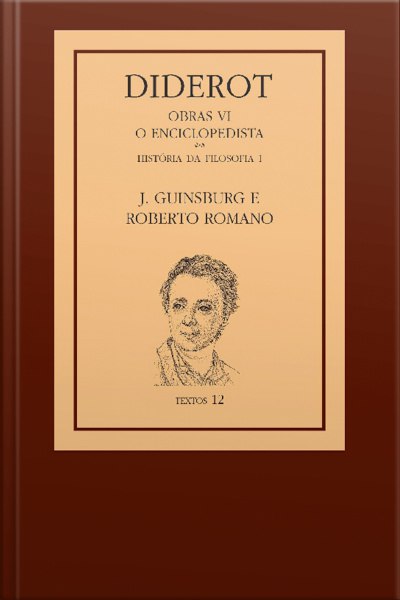 DIDEROT
OBRAS VI
O ENCICLOPEDISTA
HISTÓRIA DA FILOSOFIA I
J. GUINSBURG E
ROBERTO ROMANO
TEXTOS 12